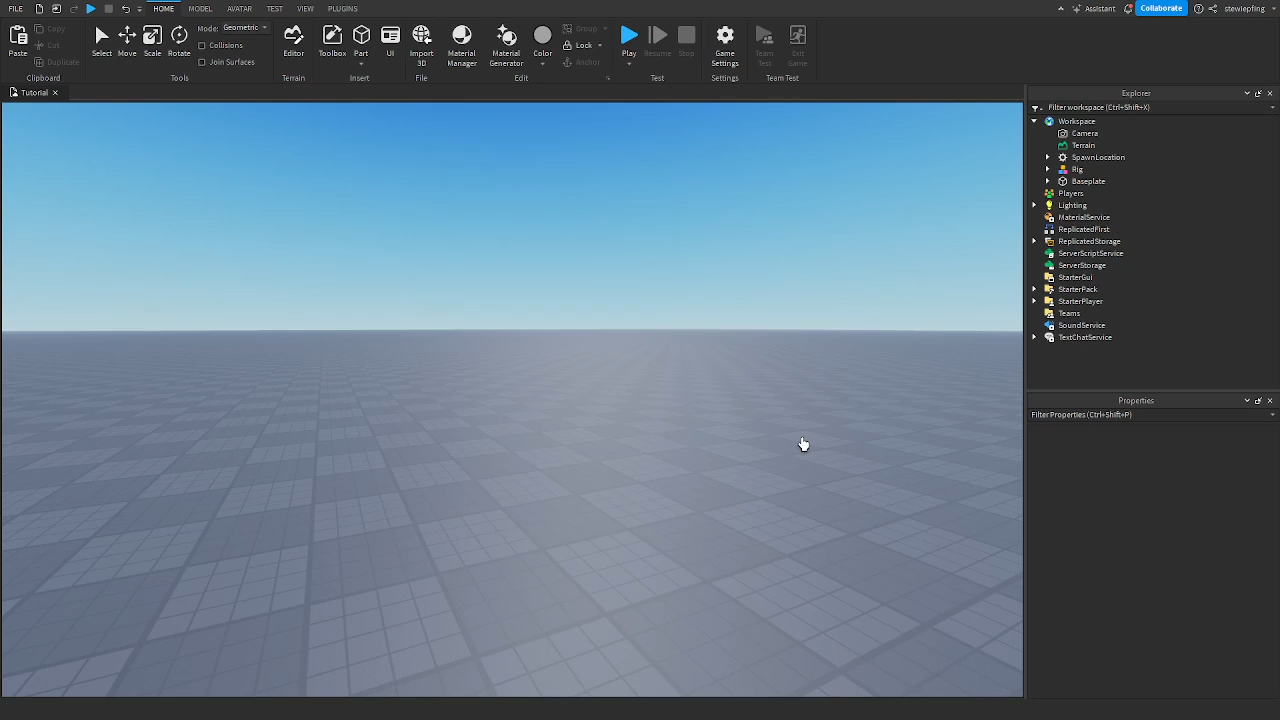 FILE HOME MODEL AVATAR TEST VIEW PLUGINS Assistant Collaborate stewiepfing
Paste Copy Cut Duplicate Clipboard
Select Move Scale Rotate Mode: Geometric Collisions Join Surfaces Tools
Editor Terrain
Toolbox Part UI Insert
Import 3D File
Material Manager Material Generator Color Group Lock Anchor Edit
Play Resume Stop Test
Game Settings Settings
Team Test Exit Game Team Test
Tutorial
Explorer
Filter workspace (Ctrl+Shift+X)
Workspace
Camera
Terrain
SpawnLocation
Rig
Baseplate
Players
Lighting
MaterialService
ReplicatedFirst
ReplicatedStorage
ServerScriptService
ServerStorage
StarterGui
StarterPack
StarterPlayer
Teams
SoundService
TextChatService
Properties
Filter Properties (Ctrl+Shift+P)